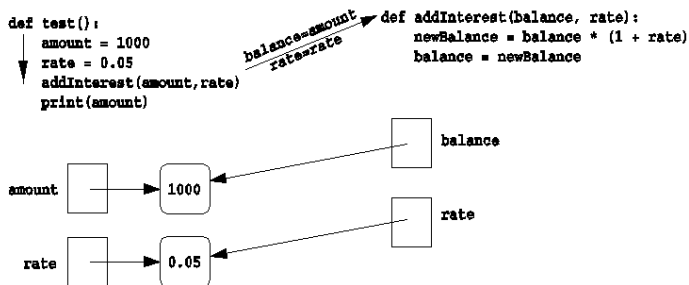 def test():
    amount = 1000
    rate = 0.05
    addInterest(amount,rate)
    print(amount)
balance=amount
rate=rate
def addInterest(balance, rate):
    newBalance = balance * (1 + rate)
    balance = newBalance
balance
amount
1000
rate
rate
0.05